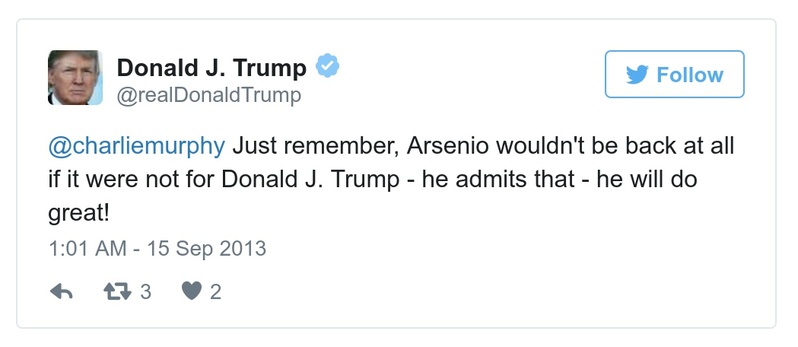 Donald J. Trump
Follow
@realDonaldTrump
@charliemurphy Just remember, Arsenio wouldn't be back at all
if it were not for Donald J. Trump - he admits that - he will do
great!
1:01 AM - 15 Sep 2013
3 2